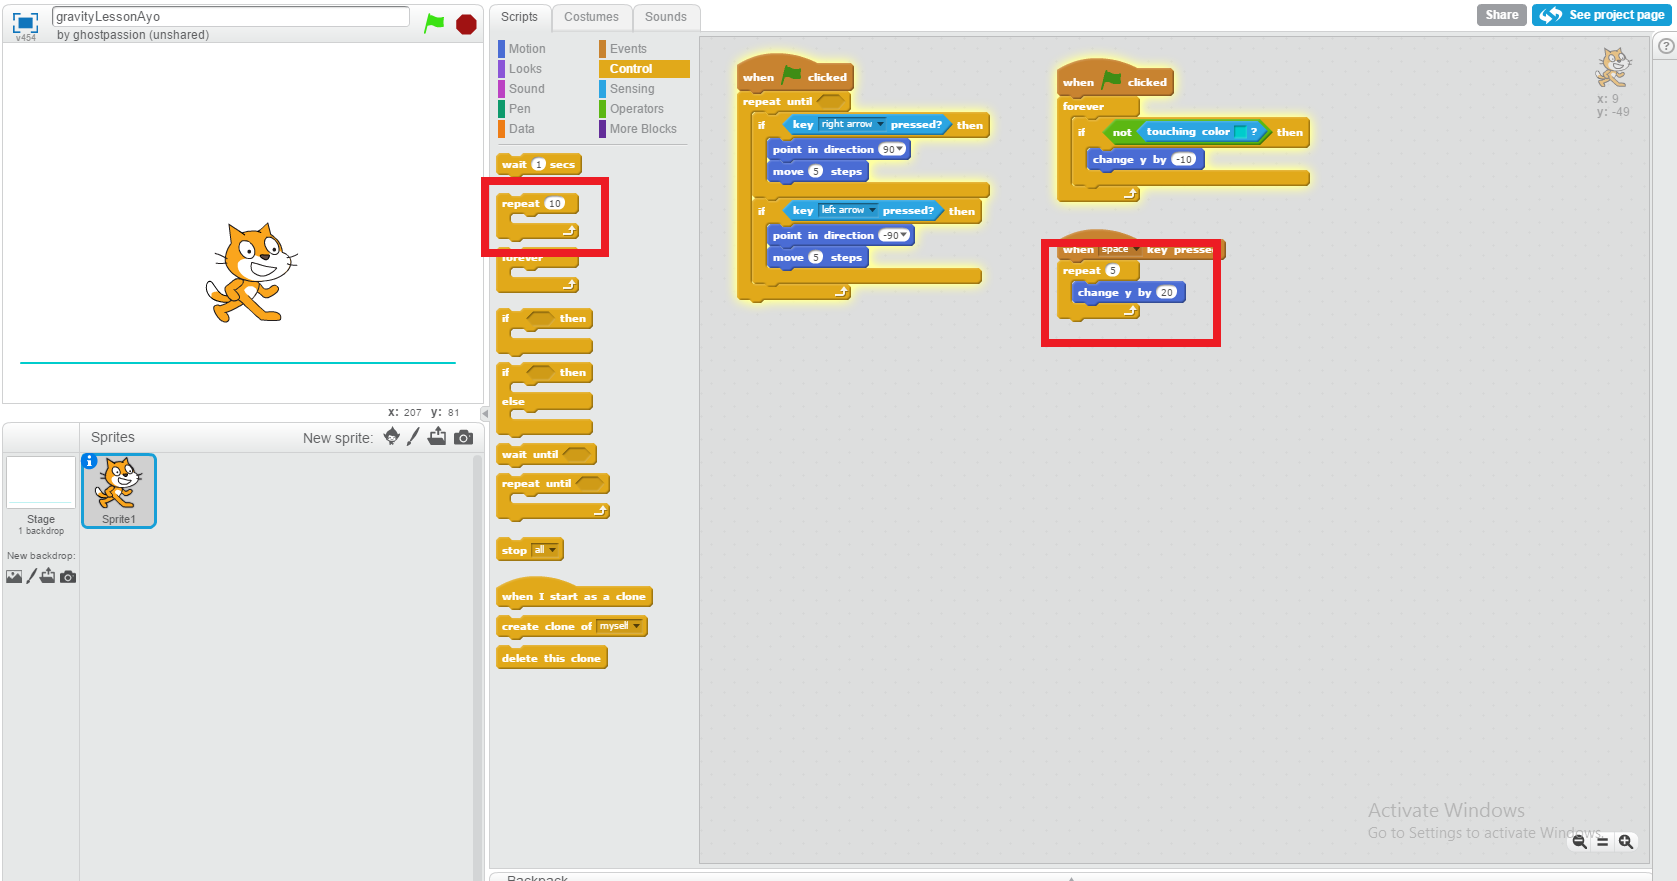 gravityLessonAyo
by ghostpassion (unshared)
v454
Scripts
Costumes
Sounds
Share
See project page
Motion
Events
Looks
Control
Sound
Sensing
Pen
Operators
Data
More Blocks
wait 1 secs
repeat 10
forever
if then
if then
else
wait until
repeat until
stop all
when I start as a clone
create clone of myself
delete this clone
when clicked
repeat until
if key right arrow pressed? then
point in direction 90
move 5 steps
if key left arrow pressed? then
point in direction -90
move 5 steps
when clicked
forever
if not touching color ? then
change y by -10
when space key presse
repeat 5
change y by 20
x: 9
y: -49
x: 207 y: 81
Sprites
New sprite:
Stage
1 backdrop
New backdrop:
Sprite1
Activate Windows
Go to Settings to activate Windows.
Backpack